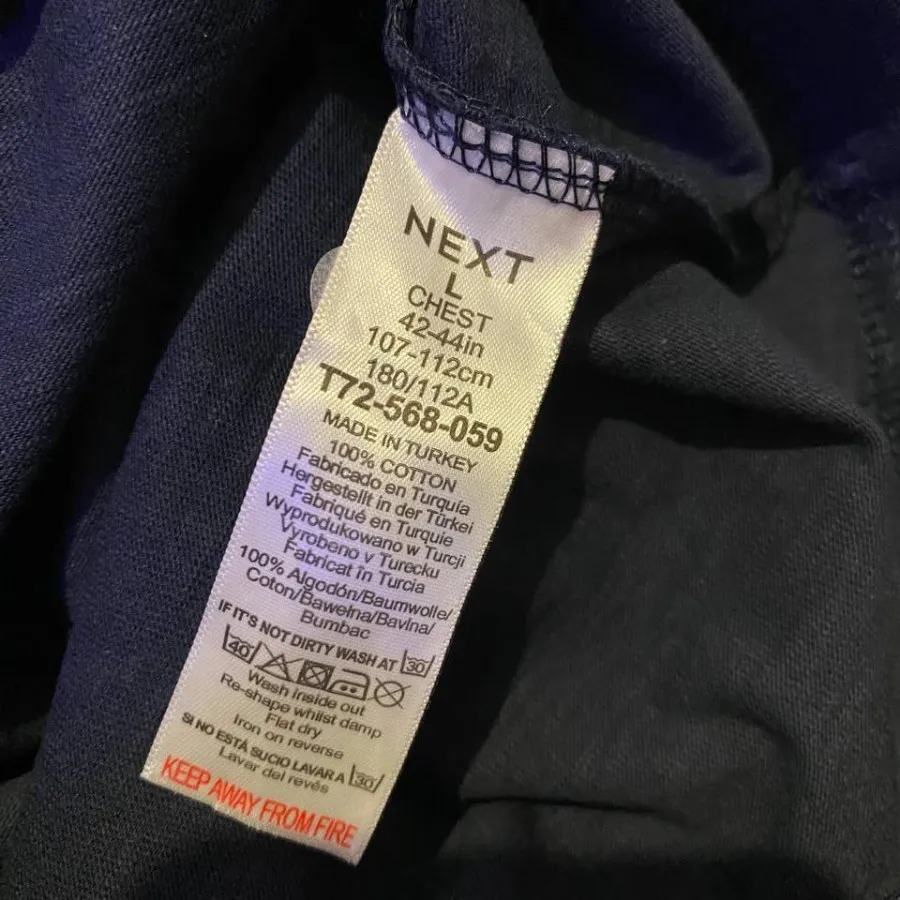 NEXT
L
CHEST
42-44in
107-112cm
180/112A
T72-568-059
MADE IN TURKEY
100% COTTON
Fabricado en Turquía
Hergestellt in der Türkei
Fabriqué en Turquie
Wyprodukowano w Turcji
Vyrobeno v Turecku
Fabricat în Turcia
100% Algodón/Baumwolle/
Coton/Bawełna/Bavlna/
Bumbac
IF IT'S NOT DIRTY WASH AT 30
40
Wash inside out
Re-shape whilst damp
Flat dry
Iron on reverse
SI NO ESTÁ SUCIO LAVAR A 30
Lavar del revés
KEEP AWAY FROM FIRE